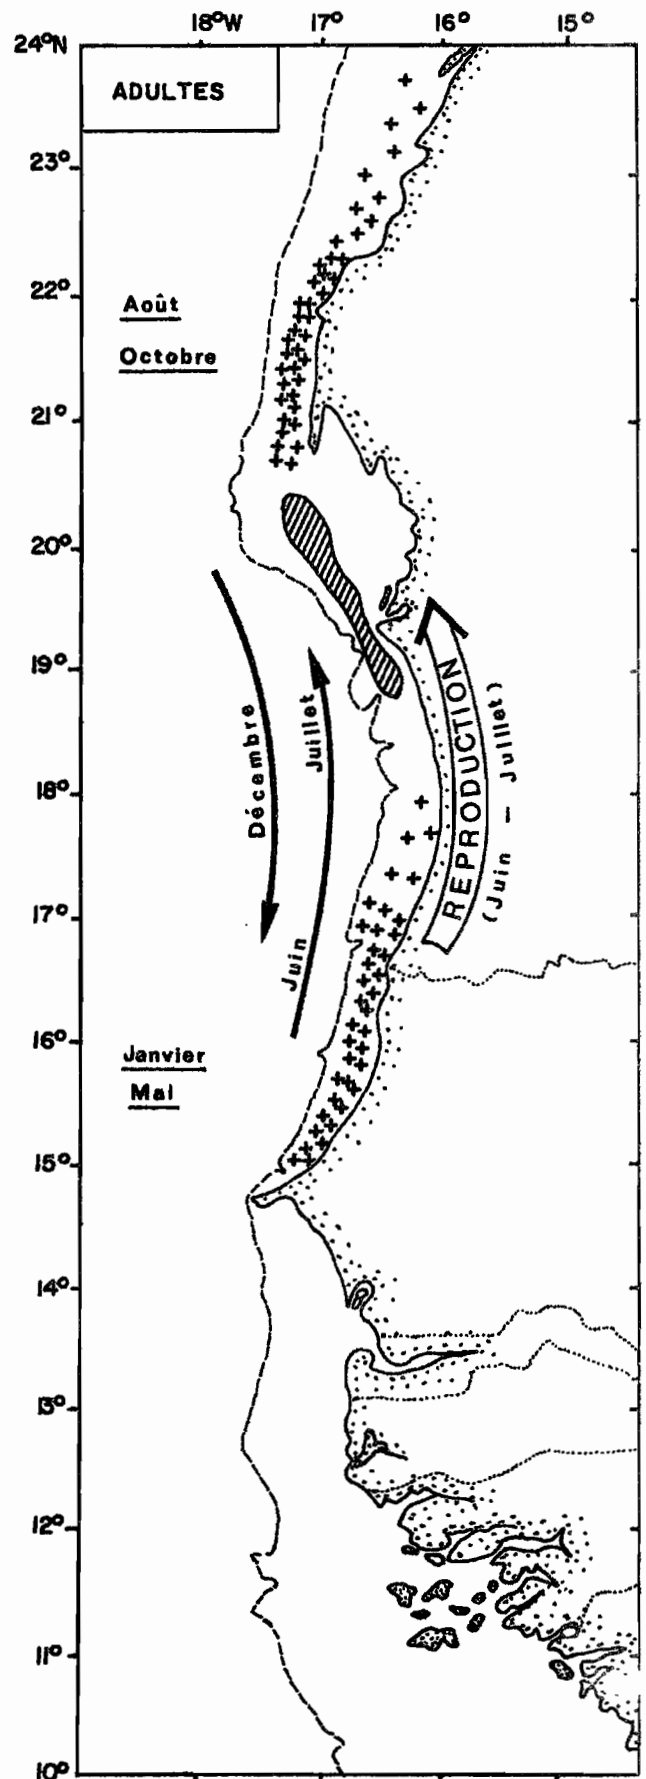 18°W 17° 16° 15°
24°N
ADULTES
23°
22°
Août
Octobre
21°
20°
19°
REPRODUCTION
(Juin — Juillet)
Décembre
Juillet
18°
17°
Juin
16°
Janvier
Mai
15°
14°
13°
12°
11°
10°